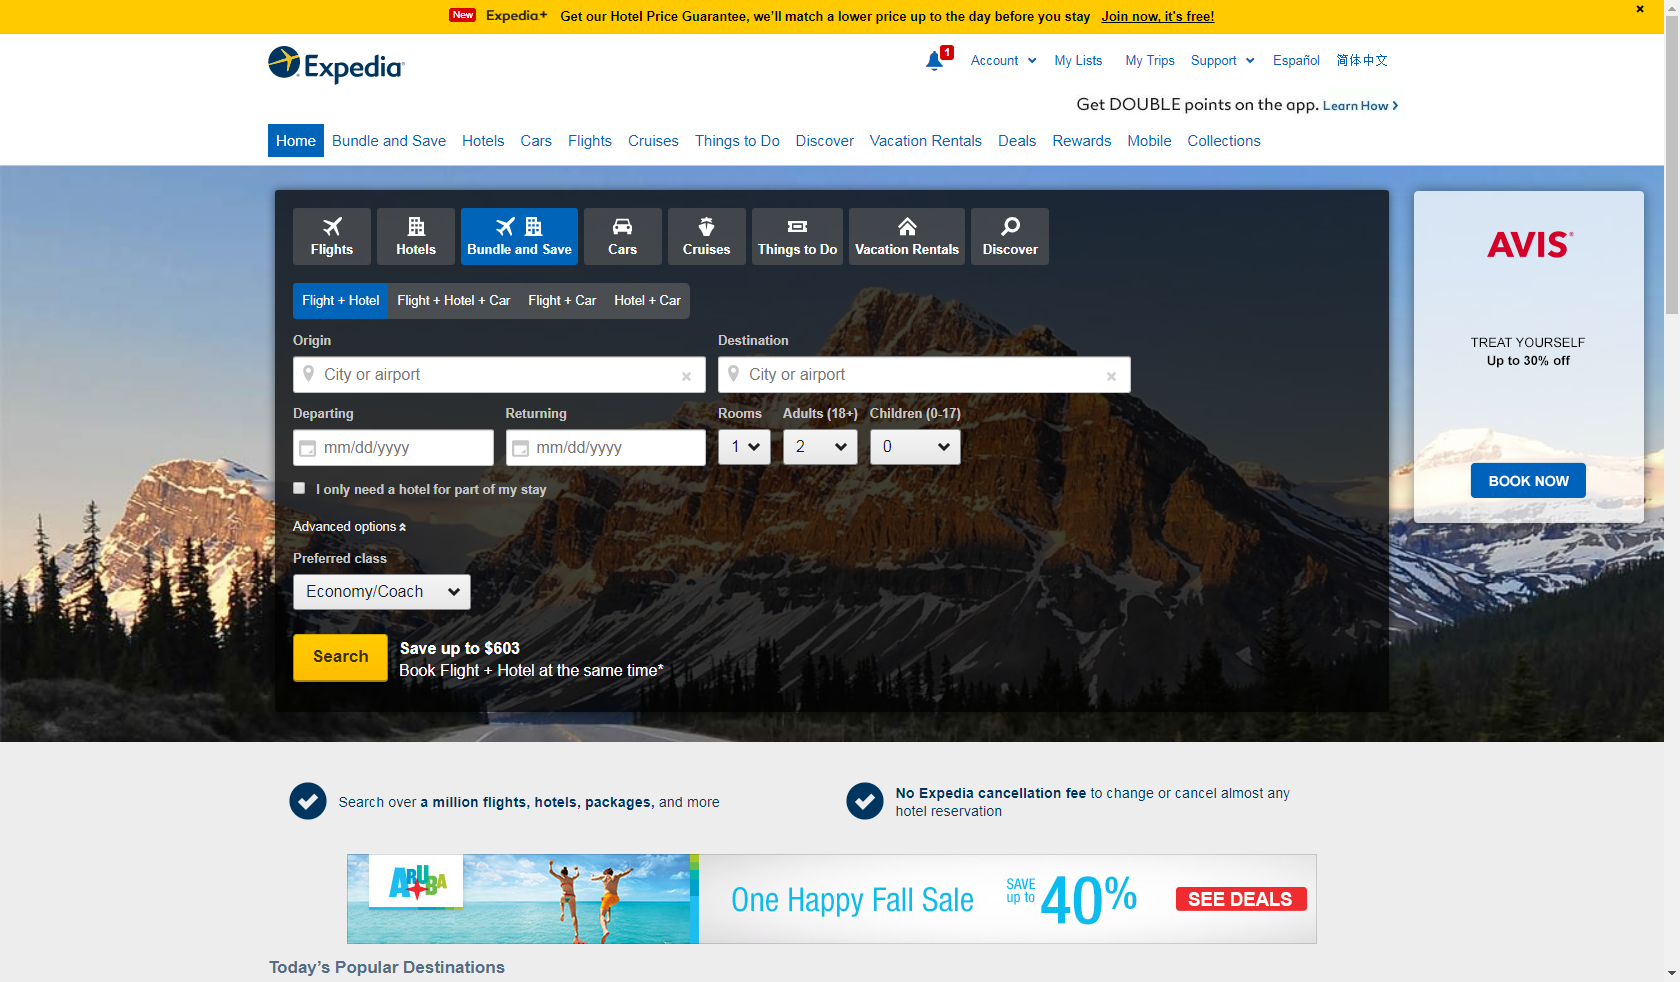 New Expedia+ Get our Hotel Price Guarantee, we'll match a lower price up to the day before you stay Join now, it's free!
Expedia
1 Account My Lists My Trips Support Español 简体中文
Get DOUBLE points on the app. Learn How
Home Bundle and Save Hotels Cars Flights Cruises Things to Do Discover Vacation Rentals Deals Rewards Mobile Collections
Flights Hotels Bundle and Save Cars Cruises Things to Do Vacation Rentals Discover
Flight + Hotel Flight + Hotel + Car Flight + Car Hotel + Car
Origin Destination
City or airport City or airport
Departing Returning Rooms Adults (18+) Children (0-17)
mm/dd/yyyy mm/dd/yyyy 1 2 0
I only need a hotel for part of my stay
Advanced options
Preferred class
Economy/Coach
Search
Save up to $603
Book Flight + Hotel at the same time*
AVIS
TREAT YOURSELF
Up to 30% off
BOOK NOW
Search over a million flights, hotels, packages, and more
No Expedia cancellation fee to change or cancel almost any
hotel reservation
ARUBA
One Happy Fall Sale
SAVE
up to
40%
SEE DEALS
Today's Popular Destinations